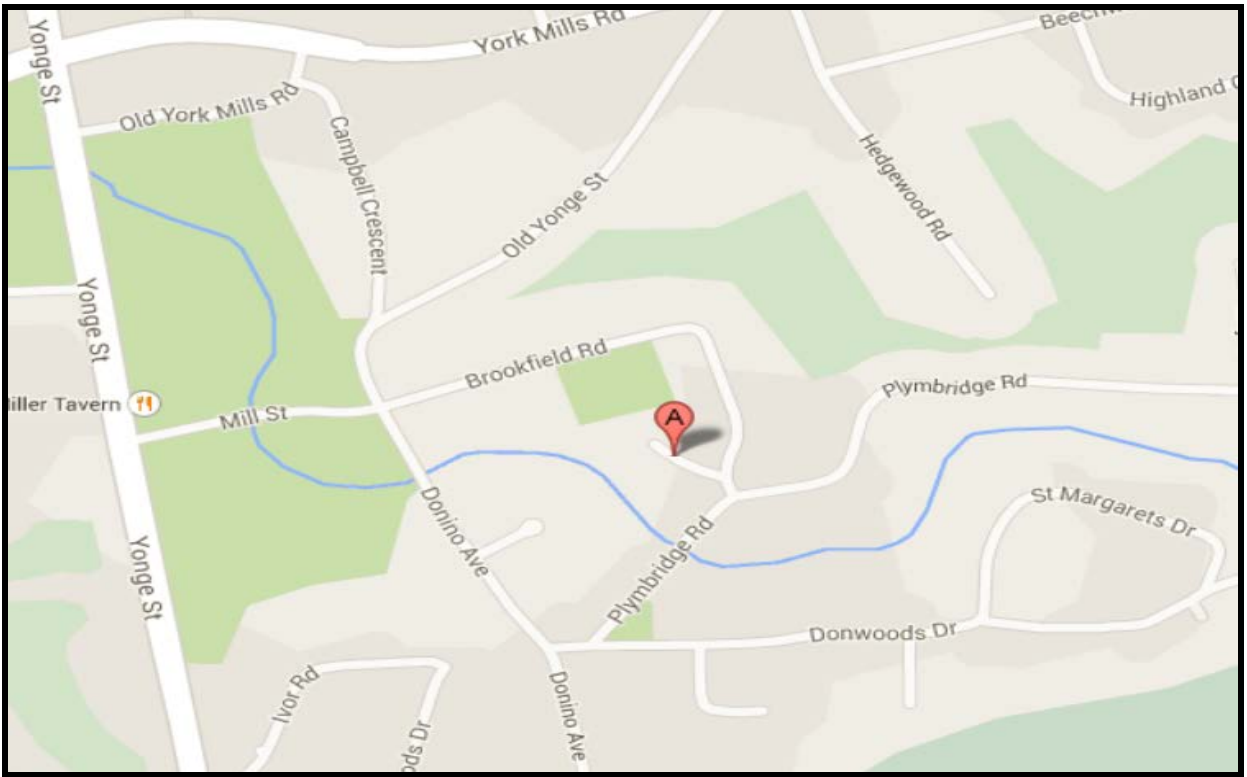 York Mills Rd
Yonge St
Old York Mills Rd
Campbell Crescent
Old Yonge St
Hedgewood Rd
Highland
Yonge St
Brookfield Rd
Plymbridge Rd
Tavern
Mill St
A
Donino Ave
St Margarets Dr
Yonge St
Plymbridge Rd
Donwoods Dr
Ivor Rd
Donino Ave
Dr